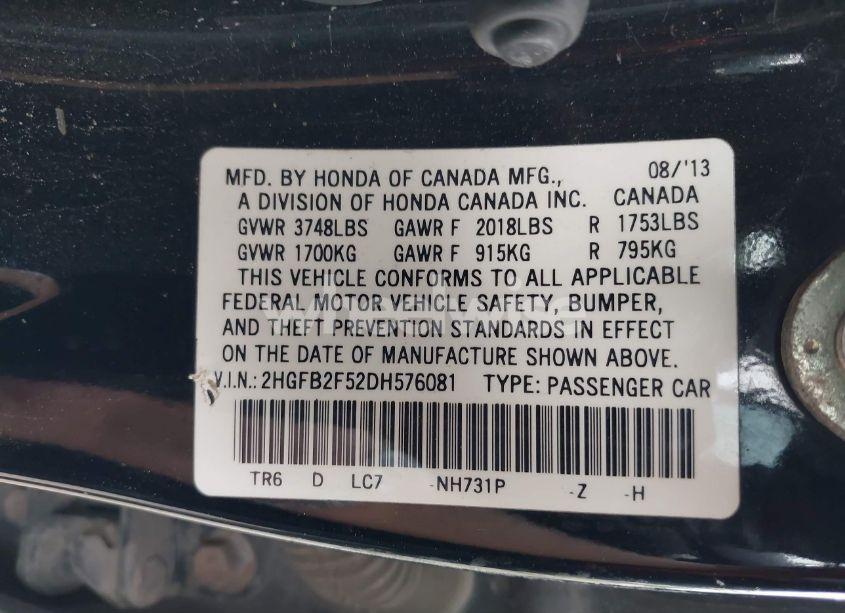 MFD. BY HONDA OF CANADA MFG., 08/'13
A DIVISION OF HONDA CANADA INC. CANADA
GVWR 3748LBS GAWR F 2018LBS R 1753LBS
GVWR 1700KG GAWR F 915KG R 795KG
THIS VEHICLE CONFORMS TO ALL APPLICABLE
FEDERAL MOTOR VEHICLE SAFETY, BUMPER,
AND THEFT PREVENTION STANDARDS IN EFFECT
ON THE DATE OF MANUFACTURE SHOWN ABOVE.
V.I.N.: 2HGFB2F52DH576081 TYPE: PASSENGER CAR
TR6 D LC7 -NH731P -Z -H